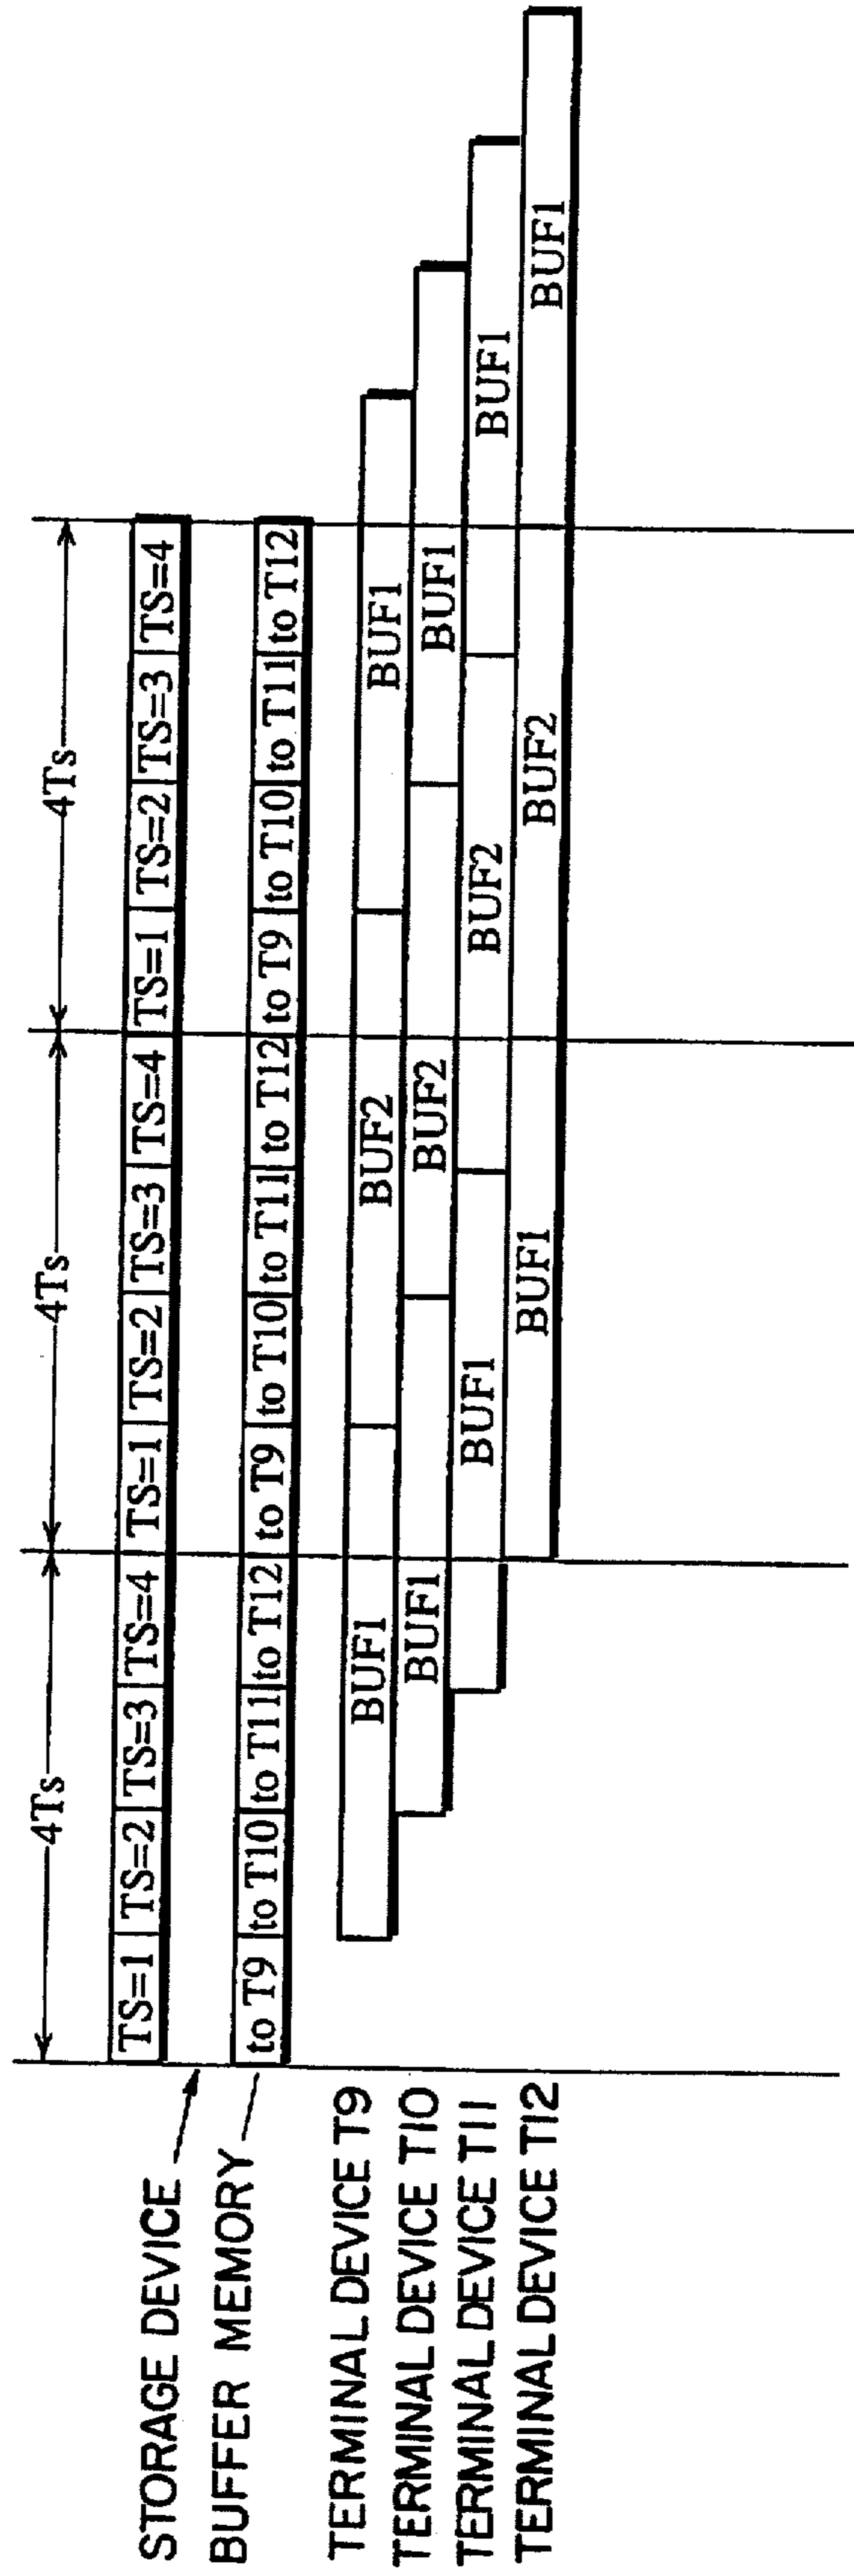 4Ts 4Ts 4Ts
STORAGE DEVICE TS=1 TS=2 TS=3 TS=4 TS=1 TS=2 TS=3 TS=4 TS=1 TS=2 TS=3 TS=4
BUFFER MEMORY to T9 to T10 to T11 to T12 to T9 to T10 to T11 to T12 to T9 to T10 to T11 to T12
TERMINAL DEVICE T9 BUF1 BUF2 BUF1
TERMINAL DEVICE T10 BUF1 BUF2 BUF1
TERMINAL DEVICE T11 BUF1 BUF2 BUF1
TERMINAL DEVICE T12 BUF1 BUF2 BUF1